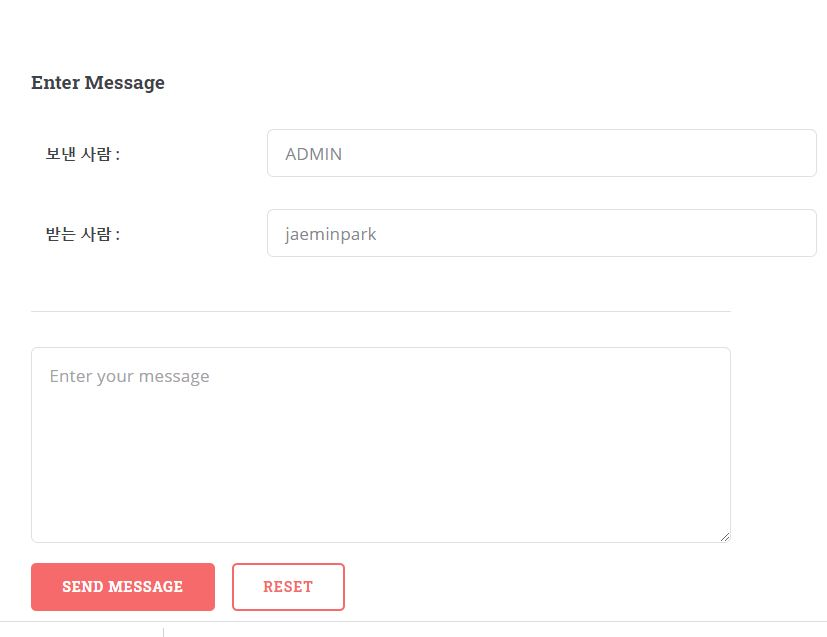 Enter Message
보낸 사람 : ADMIN
받는 사람 : jaeminpark
Enter your message
SEND MESSAGE RESET